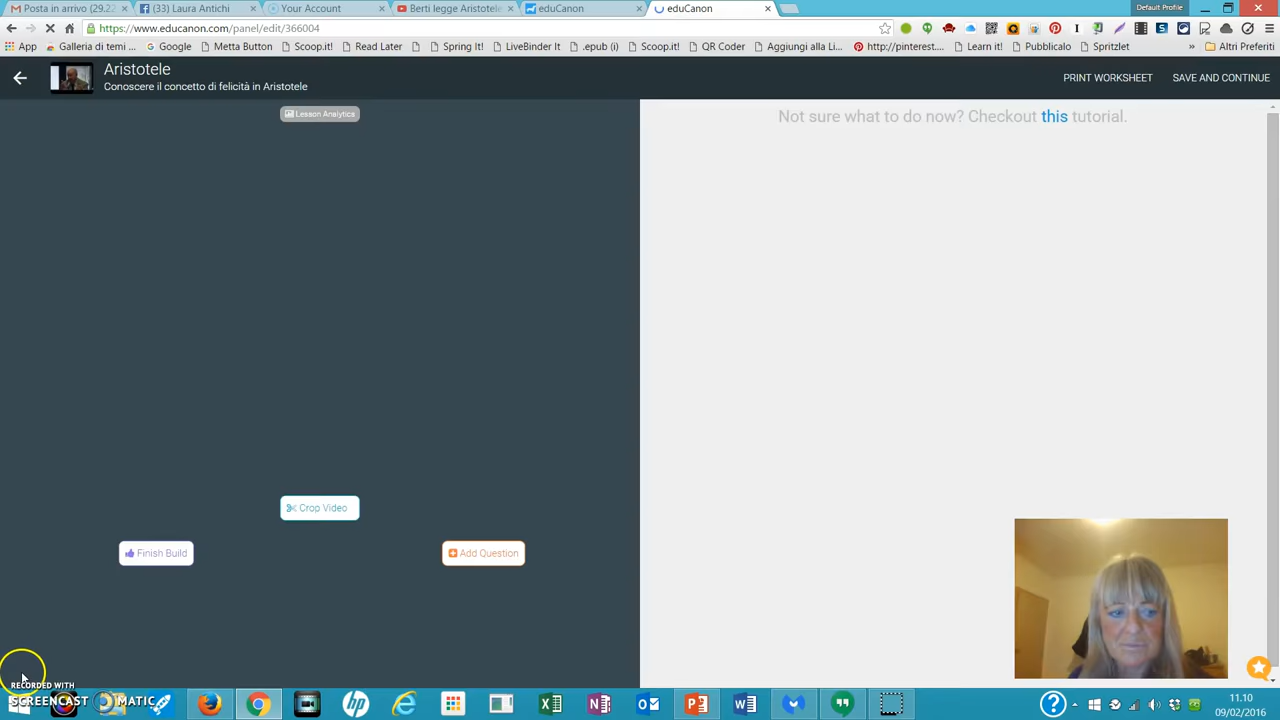 Posta in arrivo (29.22
(33) Laura Antichi
Your Account
Berti legge Aristotele
eduCanon
eduCanon
Default Profile
https://www.educanon.com/panel/edit/366004
App
Galleria di temi ...
Google
Metta Button
Scoop.it!
Read Later
Spring It!
LiveBinder It
.epub (i)
Scoop.it!
QR Coder
Aggiungi alla Li...
http://pinterest....
Learn it!
Pubblicalo
Spritzlet
»
Altri Preferiti
Aristotele
Conoscere il concetto di felicità in Aristotele
PRINT WORKSHEET
SAVE AND CONTINUE
Lesson Analytics
Not sure what to do now? Checkout this tutorial.
Crop Video
Finish Build
Add Question
RECORDED WITH
SCREENCAST MATIC
11.10
09/02/2016